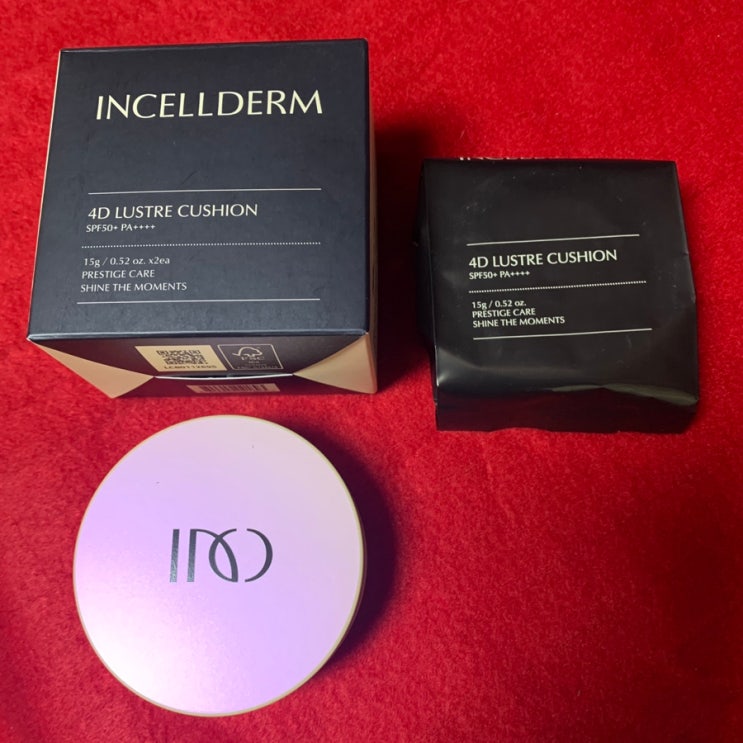 INCELLDERM
4D LUSTRE CUSHION
SPF50+ PA++++
15g / 0.52 oz. x2ea
PRESTIGE CARE
SHINE THE MOMENTS
FSC
4D LUSTRE CUSHION
SPF50+ PA++++
15g / 0.52 oz.
PRESTIGE CARE
SHINE THE MOMENTS